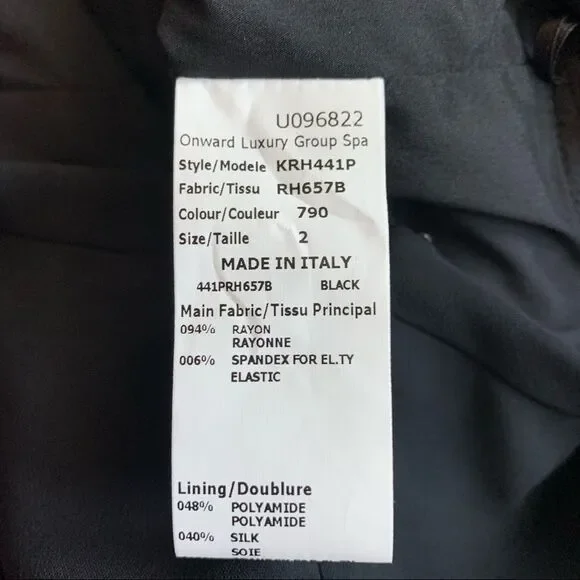 U096822
Onward Luxury Group Spa
Style/Modele KRH441P
Fabric/Tissu RH657B
Colour/Couleur 790
Size/Taille 2
MADE IN ITALY
441PRH657B BLACK
Main Fabric/Tissu Principal
094% RAYON
RAYONNE
006% SPANDEX FOR EL.TY
ELASTIC
Lining/Doublure
048% POLYAMIDE
POLYAMIDE
040% SILK
SOIE